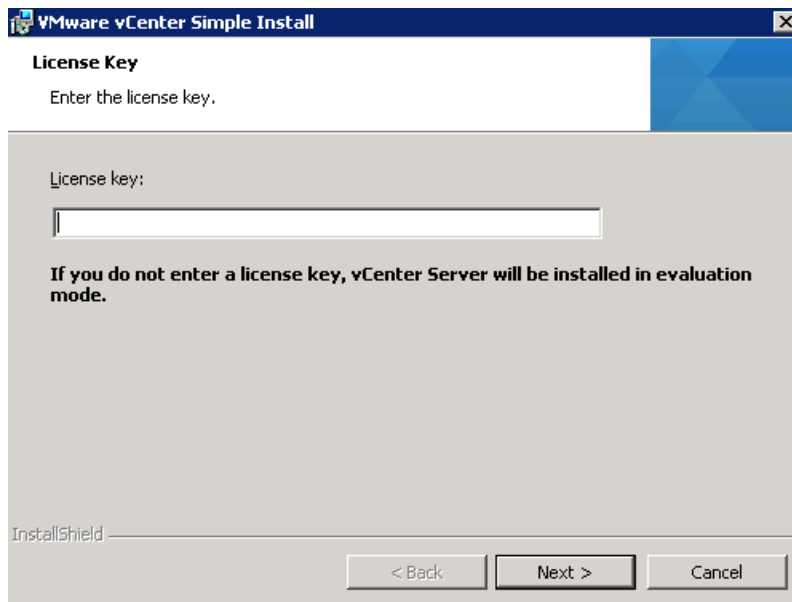 VMware vCenter Simple Install
License Key
Enter the license key.
License key:
If you do not enter a license key, vCenter Server will be installed in evaluation
mode.
InstallShield
< Back
Next >
Cancel